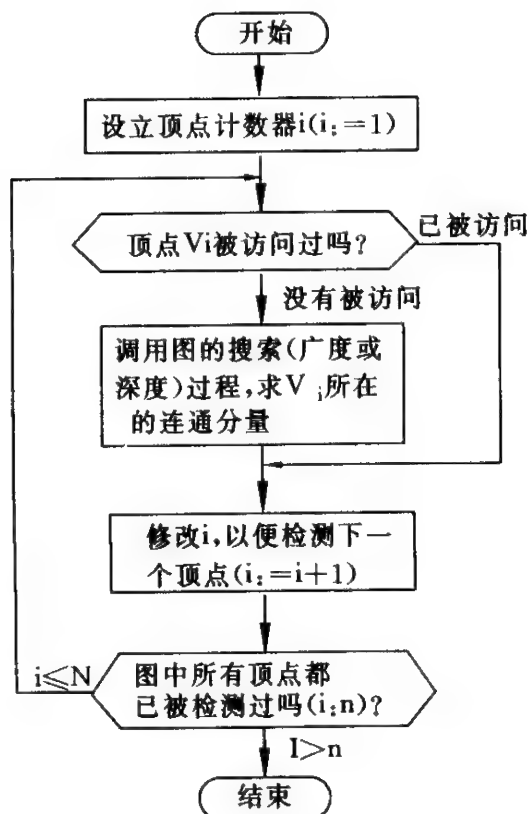 开始
设立顶点计数器i(i:=1)
顶点Vi被访问过吗?
已被访问
没有被访问
调用图的搜索(广度或
深度)过程,求V i所在
的连通分量
修改i,以便检测下一
个顶点(i:=i+1)
i≤N
图中所有顶点都
已被检测过吗(i:n)?
I>n
结束